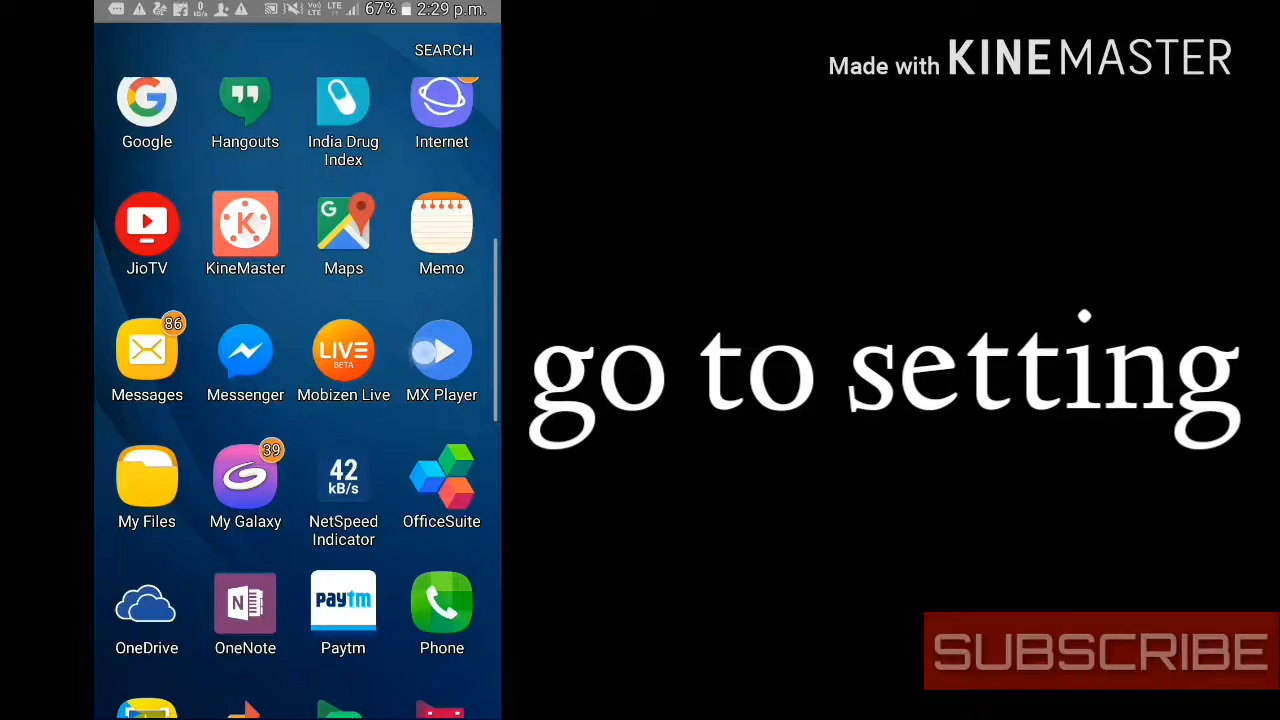 67% 2:29 p.m.
SEARCH
Made with KINEMASTER
Google Hangouts India Drug Index Internet
JioTV KineMaster Maps Memo
86
LIVE
BETA
Messages Messenger Mobizen Live MX Player
go to setting
39
42
kB/s
My Files My Galaxy NetSpeed Indicator OfficeSuite
N
paytm
OneDrive OneNote Paytm Phone
SUBSCRIBE